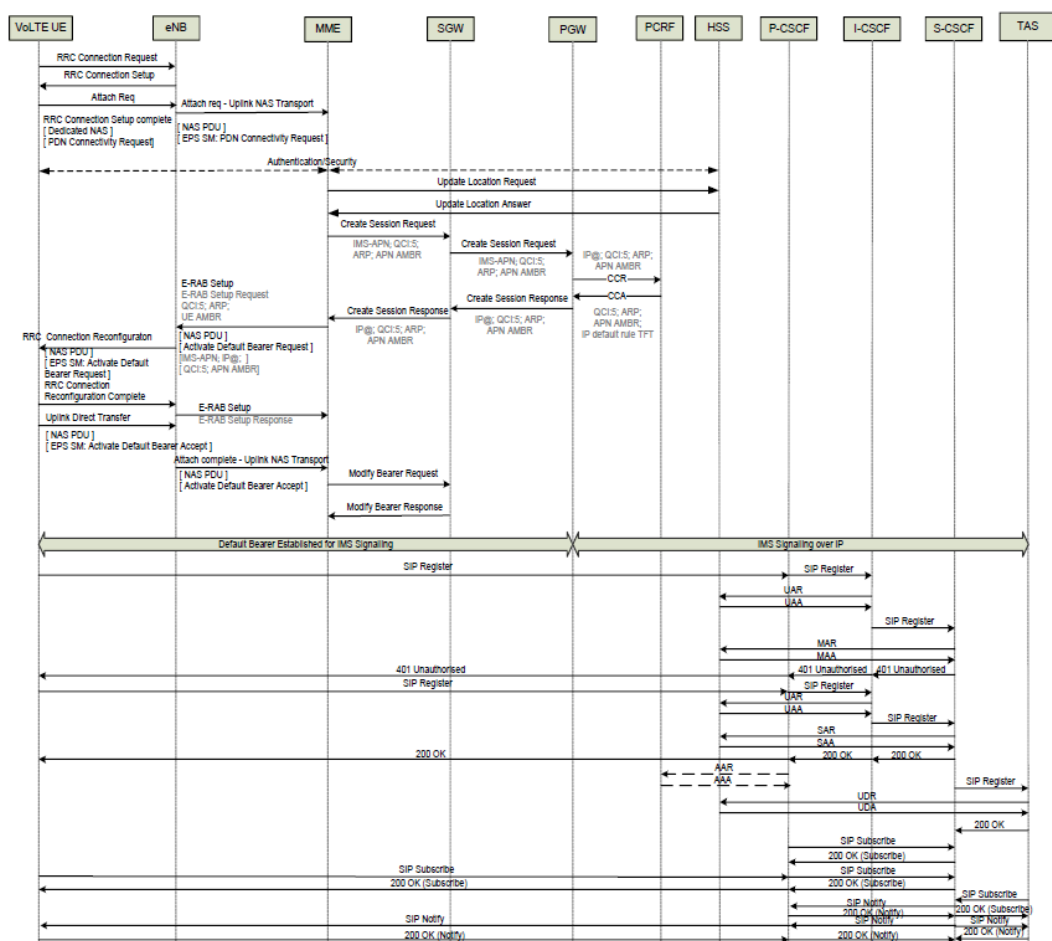 VoLTE UE eNB MME SGW PGW PCRF HSS P-CSCF I-CSCF S-CSCF TAS
RRC Connection Request
RRC Connection Setup
Attach Req
Attach req - Uplink NAS Transport
RRC Connection Setup complete
[ Dedicated NAS ]
[ PDN Connectivity Request]
[ NAS PDU ]
[ EPS SM: PDN Connectivity Request ]
Authentication/Security
Update Location Request
Update Location Answer
Create Session Request
IMS-APN; QCI:5;
ARP; APN AMBR
Create Session Request
IMS-APN; QCI:5;
ARP; APN AMBR
IP@; QCI:5; ARP;
APN AMBR
CCR
CCA
QCI:5; ARP;
APN AMBR;
IP default rule TFT
Create Session Response
IP@; QCI:5; ARP;
APN AMBR
Create Session Response
IP@; QCI:5; ARP;
APN AMBR
E-RAB Setup
E-RAB Setup Request
QCI:5; ARP;
UE AMBR
[ NAS PDU ]
[ Activate Default Bearer Request ]
[IMS-APN; IP@; ]
[ QCI:5; APN AMBR]
RRC Connection Reconfiguraton
[ NAS PDU ]
[ EPS SM: Activate Default
Bearer Request ]
RRC Connection
Reconfiguration Complete
E-RAB Setup
E-RAB Setup Response
Uplink Direct Transfer
[ NAS PDU ]
[ EPS SM: Activate Default Bearer Accept ]
Attach complete - Uplink NAS Transport
[ NAS PDU ]
[ Activate Default Bearer Accept ]
Modify Bearer Request
Modify Bearer Response
Default Bearer Established for IMS Signalling
IMS Signalling over IP
SIP Register
SIP Register
UAR
UAA
SIP Register
MAR
MAA
401 Unauthorised
401 Unauthorised
401 Unauthorised
SIP Register
SIP Register
UAR
UAA
SIP Register
SAR
SAA
200 OK
200 OK
200 OK
AAR
AAA
SIP Register
UDR
UDA
200 OK
SIP Subscribe
200 OK (Subscribe)
SIP Subscribe
SIP Subscribe
200 OK (Subscribe)
200 OK (Subscribe)
SIP Subscribe
SIP Notify
200 OK (Subscribe)
200 OK (Notify)
SIP Notify
SIP Notify
SIP Notify
200 OK (Notify)
200 OK (Notify)
200 OK (Notify)